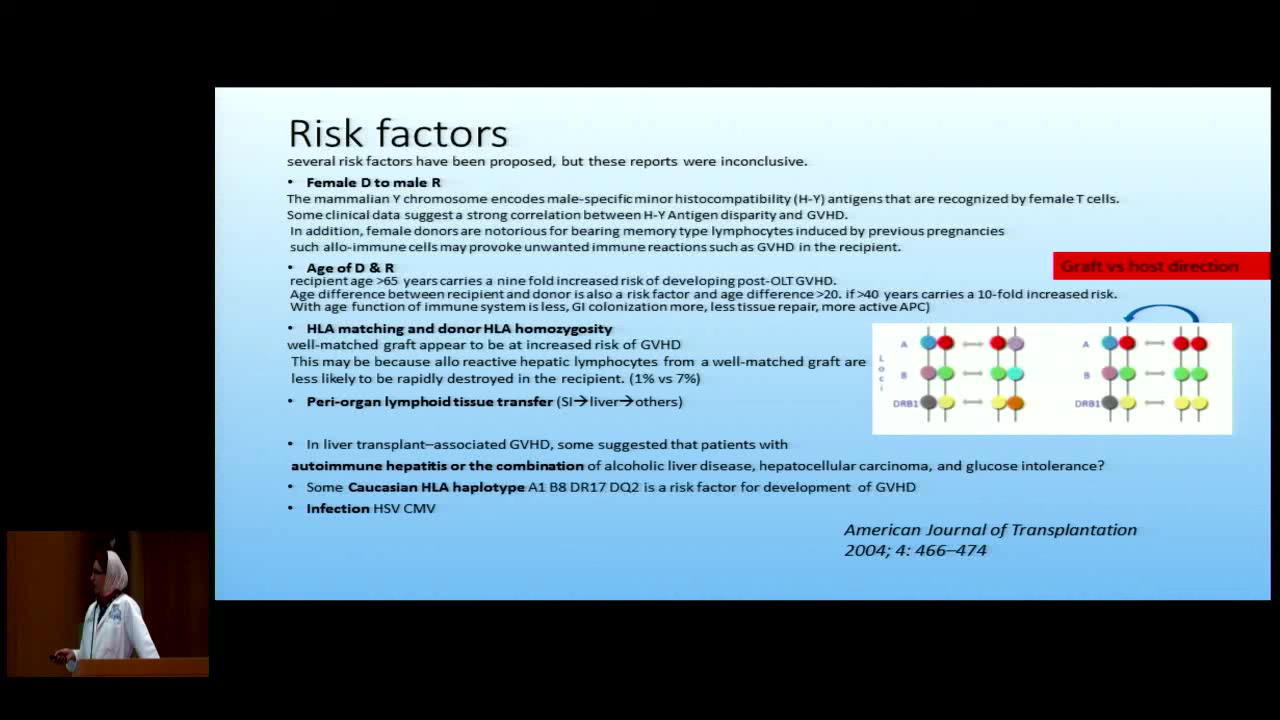 Risk factors
several risk factors have been proposed, but these reports were inconclusive.
• Female D to male R
The mammalian Y chromosome encodes male-specific minor histocompatibility (H-Y) antigens that are recognized by female T cells.
Some clinical data suggest a strong correlation between H-Y Antigen disparity and GVHD.
In addition, female donors are notorious for bearing memory type lymphocytes induced by previous pregnancies
such allo-immune cells may provoke unwanted immune reactions such as GVHD in the recipient.
• Age of D & R
recipient age >65 years carries a nine fold increased risk of developing post-OLT GVHD.
Age difference between recipient and donor is also a risk factor and age difference >20. if >40 years carries a 10-fold increased risk.
With age function of immune system is less, GI colonization more, less tissue repair, more active APC)
• HLA matching and donor HLA homozygosity
well-matched graft appear to be at increased risk of GVHD
This may be because allo reactive hepatic lymphocytes from a well-matched graft are
less likely to be rapidly destroyed in the recipient. (1% vs 7%)
• Peri-organ lymphoid tissue transfer (SI→liver→others)
• In liver transplant–associated GVHD, some suggested that patients with
autoimmune hepatitis or the combination of alcoholic liver disease, hepatocellular carcinoma, and glucose intolerance?
• Some Caucasian HLA haplotype A1 B8 DR17 DQ2 is a risk factor for development of GVHD
• Infection HSV CMV
Graft vs host direction
Loci
A
B
DRB1
A
B
DRB1
American Journal of Transplantation
2004; 4: 466–474